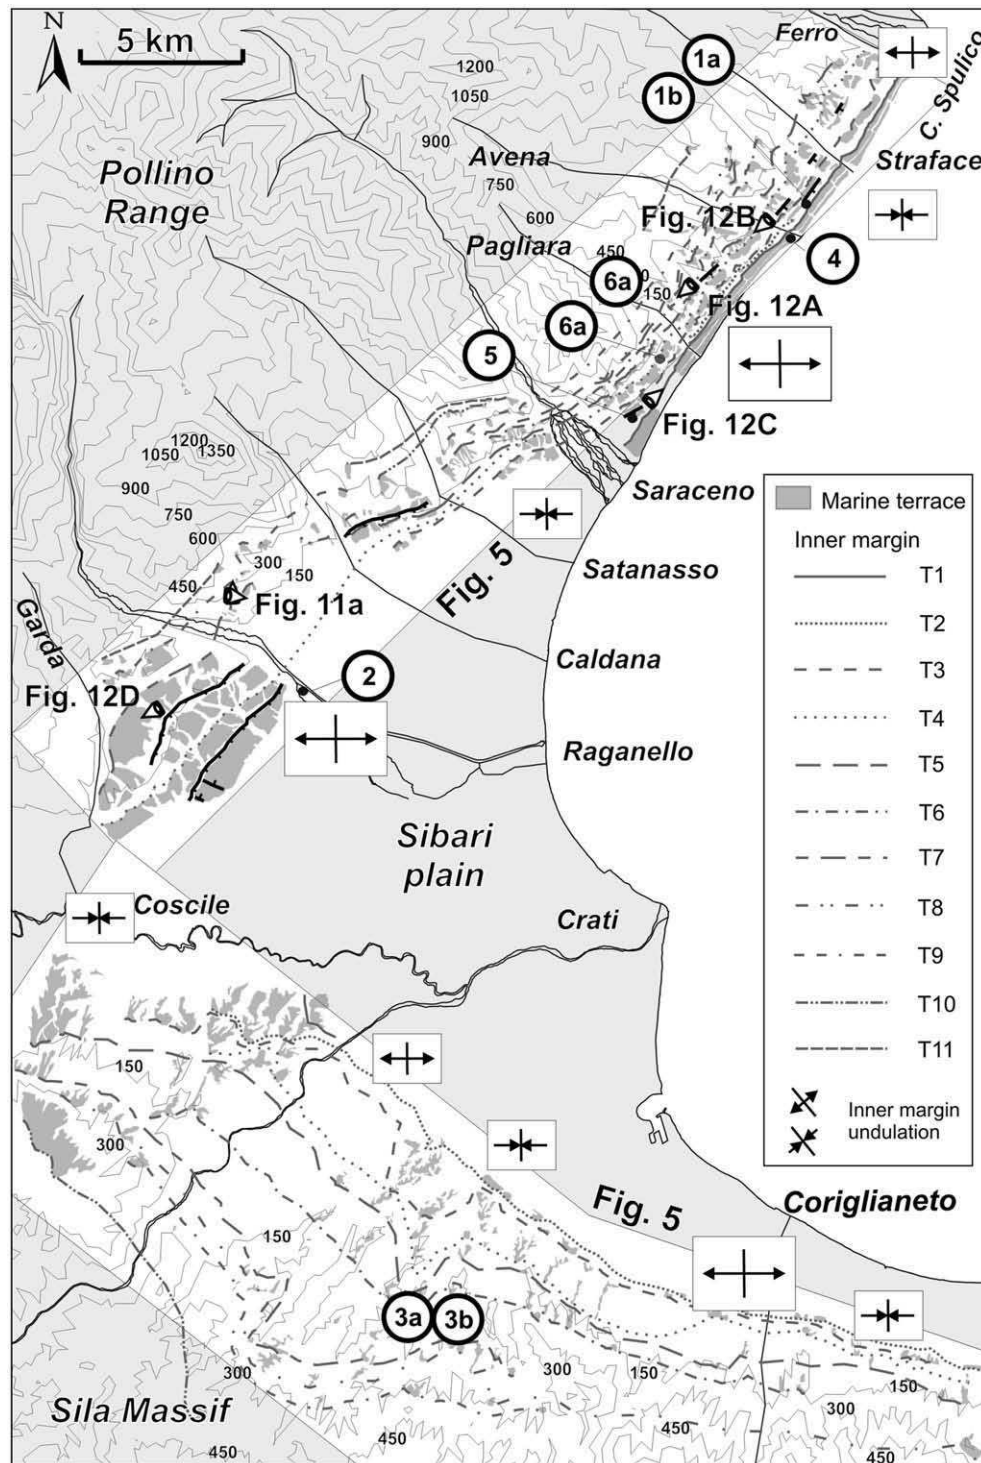 N
5 km
Ferro
1a
1b
C. Spulico
1200
1050
900
Avena
750
600
Pollino
Range
Straface
Fig. 12B
Pagliara
450
0
150
6a
4
Fig. 12A
6a
5
Fig. 12C
1200
1350
1050
900
750
600
450
300
150
Saraceno
Fig. 5
Satanasso
Fig. 11a
Garda
Caldana
2
Fig. 12D
Raganello
Sibari
plain
Coscile
Crati
Marine terrace
Inner margin
T1
T2
T3
T4
T5
T6
T7
T8
T9
T10
T11
Inner margin
undulation
150
300
150
Fig. 5
Coriglianeto
3a
3b
300
300
150
150
300
Sila Massif
450
450
450
450